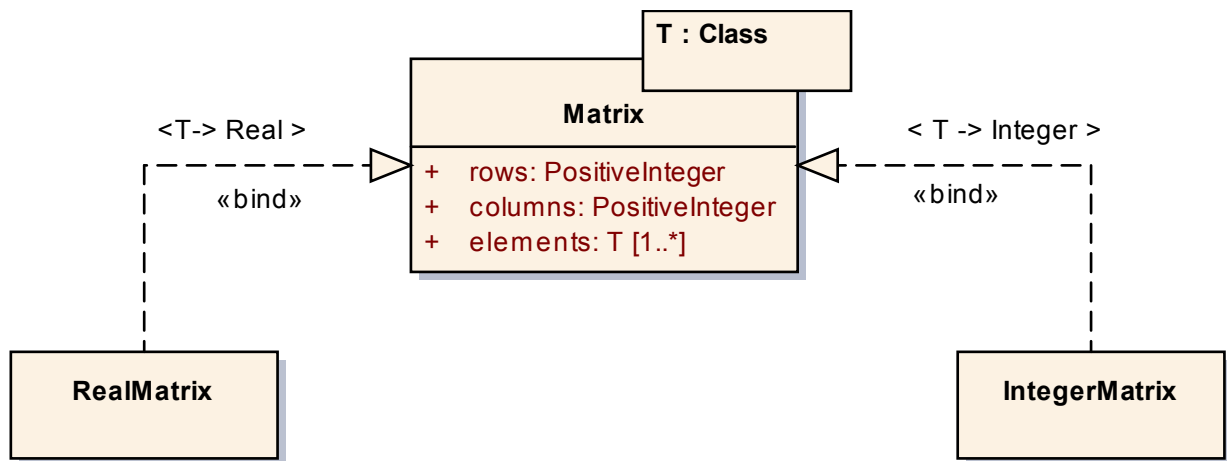 T : Class
Matrix
<T-> Real >
< T -> Integer >
+ rows: PositiveInteger
«bind»
«bind»
+ columns: PositiveInteger
+ elements: T [1..*]
RealMatrix
IntegerMatrix